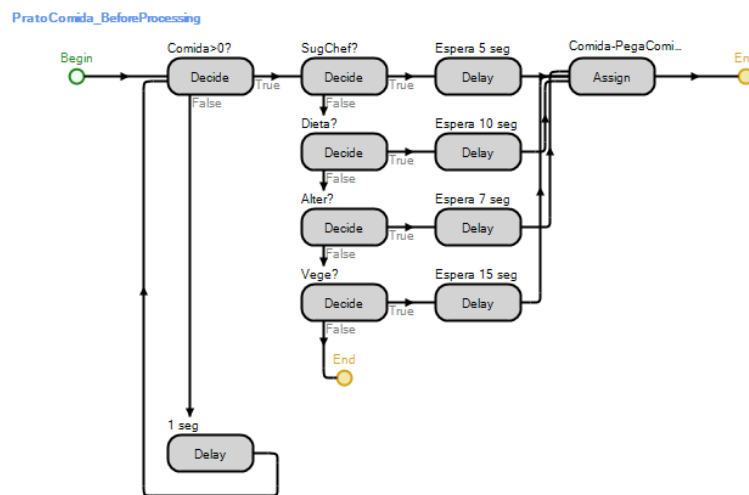 PratoComida_BeforeProcessing
Begin
Comida>0?
Decide
True
False
SugChef?
Decide
True
False
Espera 5 seg
Delay
Comida-PegaComi...
Assign
Dieta?
Decide
True
False
Espera 10 seg
Delay
Alter?
Decide
True
False
Espera 7 seg
Delay
Vege?
Decide
True
False
Espera 15 seg
Delay
End
1 seg
Delay